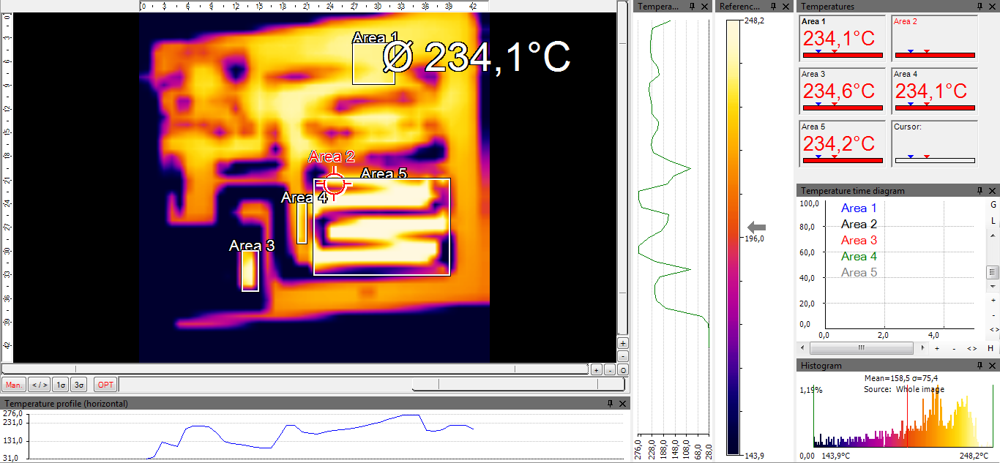 0 3 6 9 12 15 18 21 24 27 30 33 36 39 42
0
3
6
9
12
15
18
21
24
27
30
33
36
39
42
Area 1
Ø 234,1°C
Area 2
Area 5
Area 4
Area 3
+
-
+ - O
Man. < / > 1σ 3σ OPT
Temperature profile (horizontal)
276,0
231,0
131,0
31,0
Tempera...
276,0 228,0 188,0 148,0 108,0 68,0 28,0
Referenc...
248,2
196,0
143,9
Temperatures
Area 1
234,1°C
Area 2
Area 3
234,6°C
Area 4
234,1°C
Area 5
234,2°C
Cursor:
Temperature time diagram
100,0
80,0
60,0
40,0
20,0
0,0
Area 1
Area 2
Area 3
Area 4
Area 5
0,0 2,0 4,0
G
L
+
-
< >
+ - < > H
Histogram
Mean=158,5 σ=75,4
Source: Whole image
1,19%
0,00 143,9°C 248,2°C